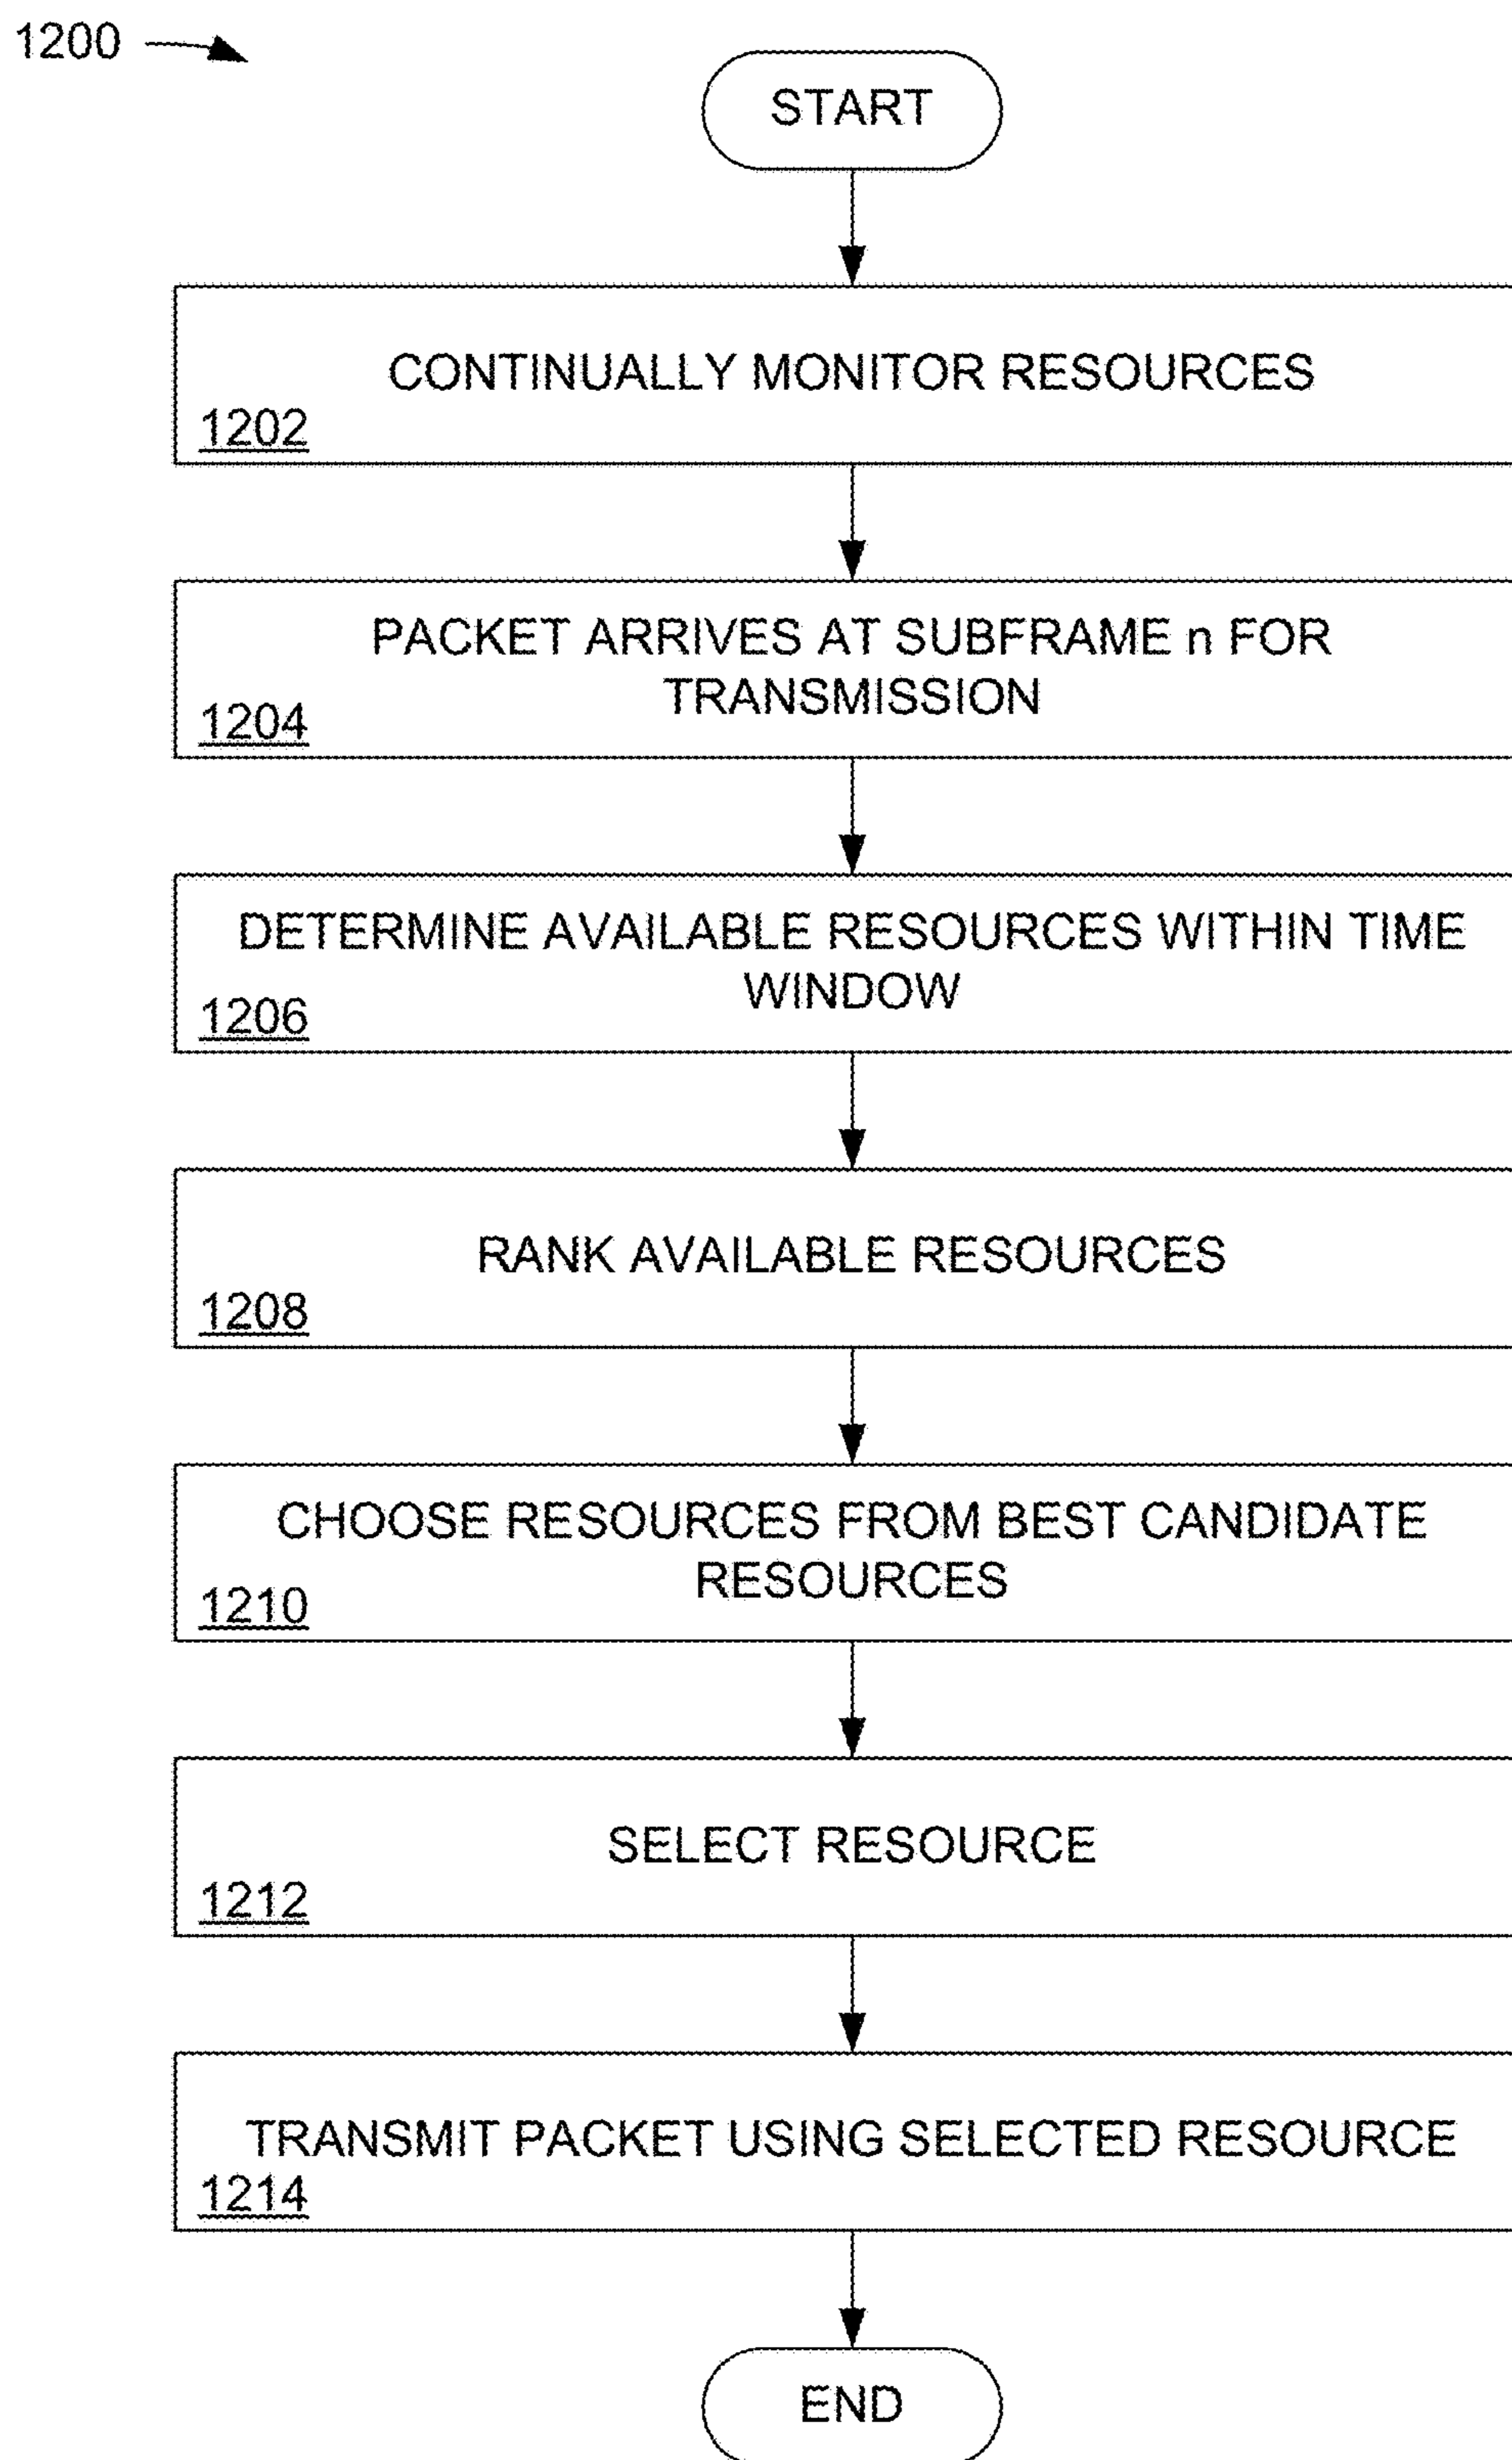 1200
START
CONTINUALLY MONITOR RESOURCES
1202
PACKET ARRIVES AT SUBFRAME n FOR
TRANSMISSION
1204
DETERMINE AVAILABLE RESOURCES WITHIN TIME
WINDOW
1206
RANK AVAILABLE RESOURCES
1208
CHOOSE RESOURCES FROM BEST CANDIDATE
RESOURCES
1210
SELECT RESOURCE
1212
TRANSMIT PACKET USING SELECTED RESOURCE
1214
END